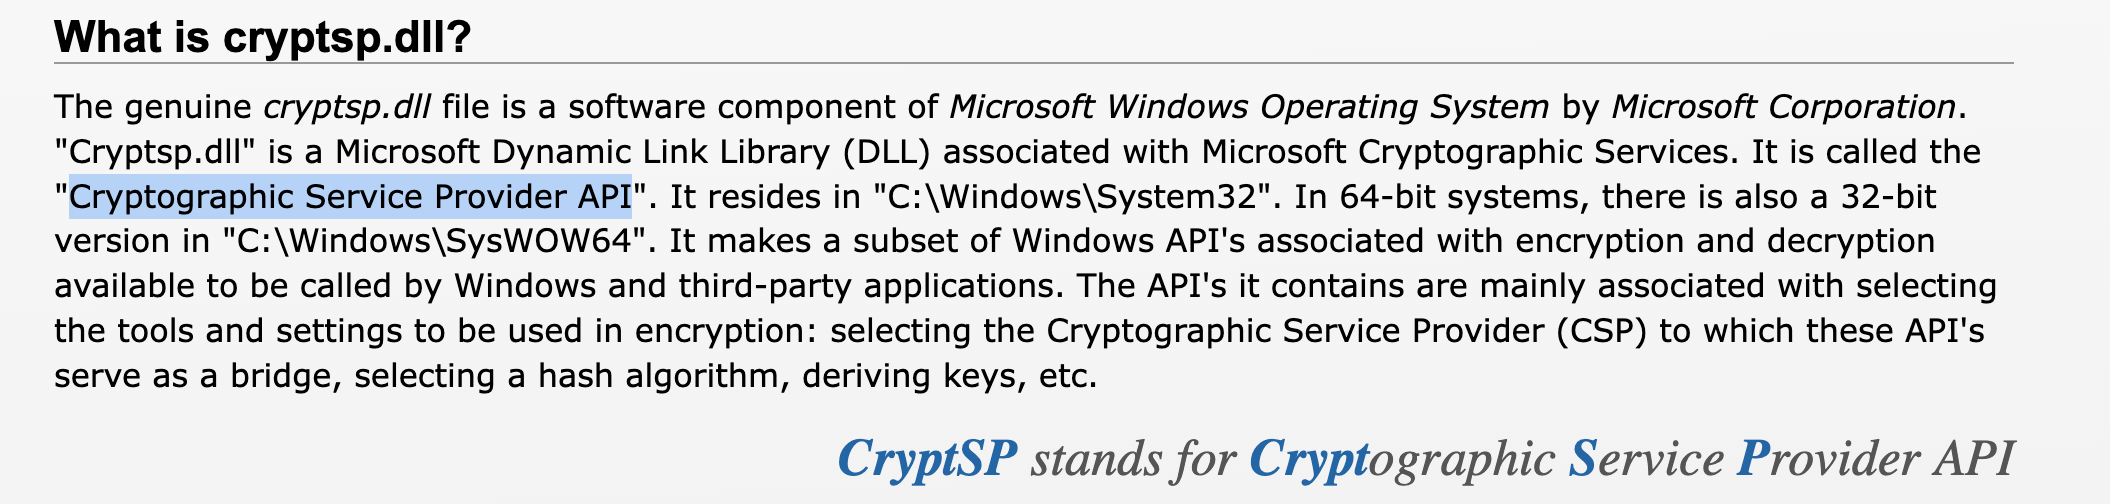 What is cryptsp.dll?
The genuine cryptsp.dll file is a software component of Microsoft Windows Operating System by Microsoft Corporation.
"Cryptsp.dll" is a Microsoft Dynamic Link Library (DLL) associated with Microsoft Cryptographic Services. It is called the
"Cryptographic Service Provider API". It resides in "C:\Windows\System32". In 64-bit systems, there is also a 32-bit
version in "C:\Windows\SysWOW64". It makes a subset of Windows API's associated with encryption and decryption
available to be called by Windows and third-party applications. The API's it contains are mainly associated with selecting
the tools and settings to be used in encryption: selecting the Cryptographic Service Provider (CSP) to which these API's
serve as a bridge, selecting a hash algorithm, deriving keys, etc.
CryptSP stands for Cryptographic Service Provider API